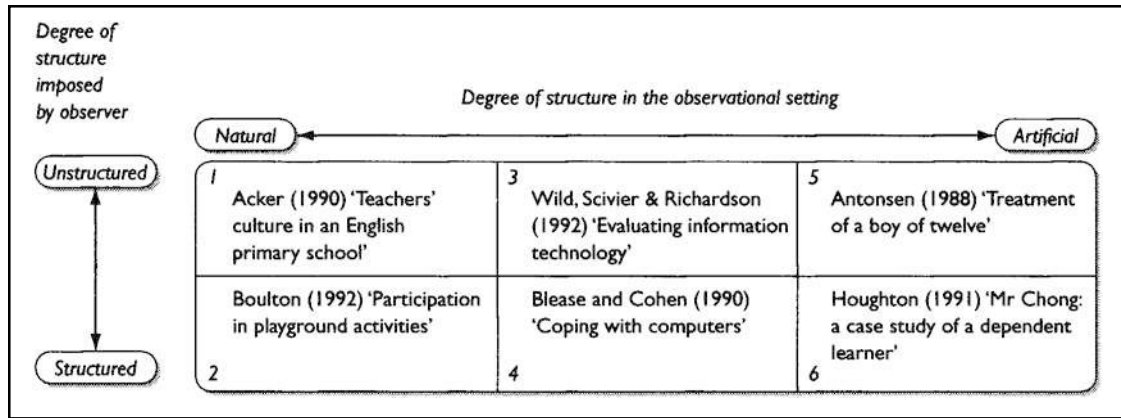 Degree of
structure
imposed
by observer
Degree of structure in the observational setting
Natural
Artificial
Unstructured
Structured
1
Acker (1990) ‘Teachers’
culture in an English
primary school’
3
Wild, Scivier & Richardson
(1992) ‘Evaluating information
technology’
5
Antonsen (1988) ‘Treatment
of a boy of twelve’
Boulton (1992) ‘Participation
in playground activities’
2
Blease and Cohen (1990)
‘Coping with computers’
4
Houghton (1991) ‘Mr Chong:
a case study of a dependent
learner’
6